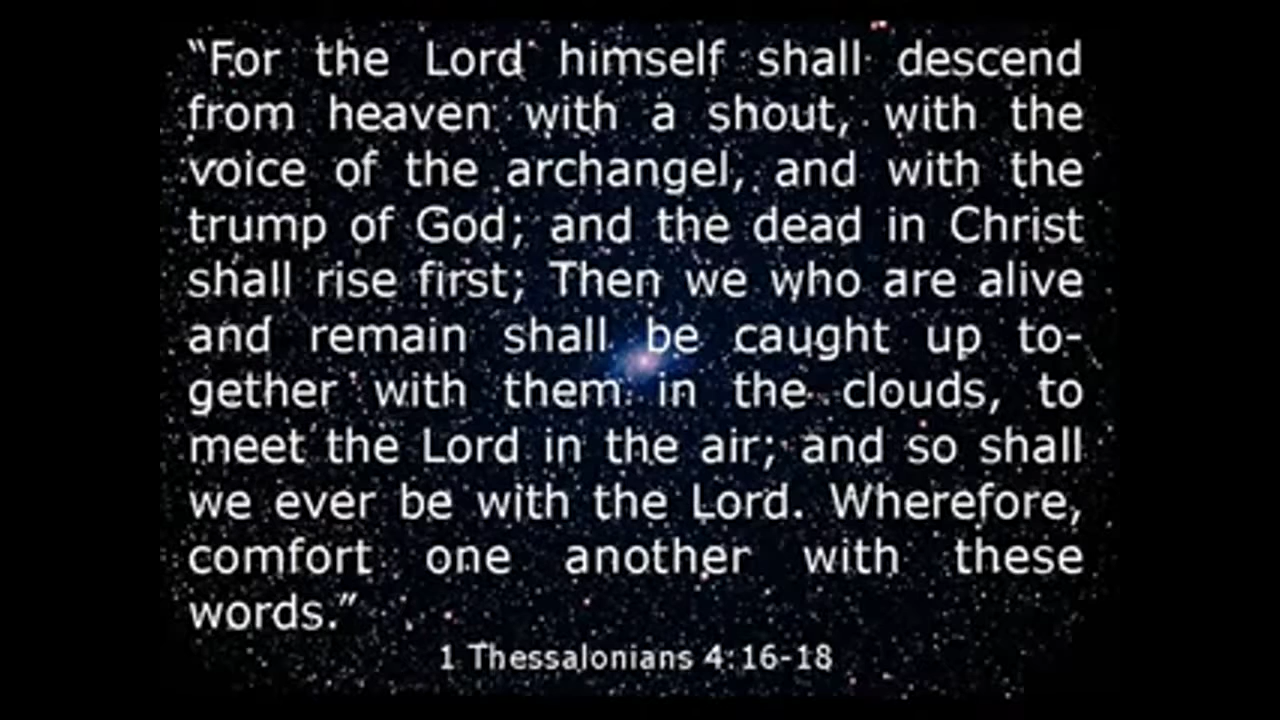 “For the Lord himself shall descend
from heaven with a shout, with the
voice of the archangel, and with the
trump of God; and the dead in Christ
shall rise first; Then we who are alive
and remain shall be caught up to-
gether with them in the clouds, to
meet the Lord in the air; and so shall
we ever be with the Lord. Wherefore,
comfort one another with these
words.”
1 Thessalonians 4:16-18